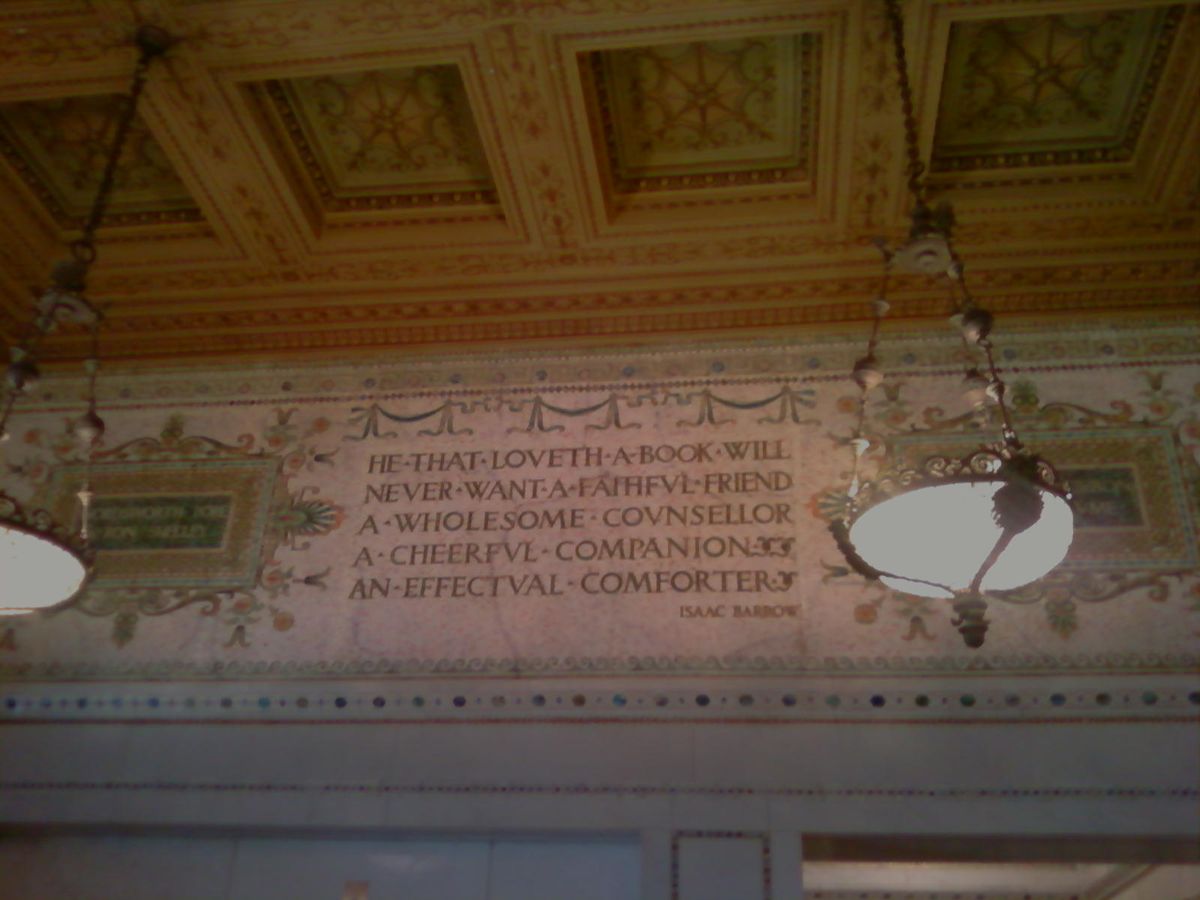 HE·THAT·LOVETH·A·BOOK·WILL
NEVER·WANT·A·FAITHFVL·FRIEND
A·WHOLESOME·COVNSELLOR
A·CHEERFVL·COMPANION
AN·EFFECTVAL·COMFORTER
ISAAC BARROW